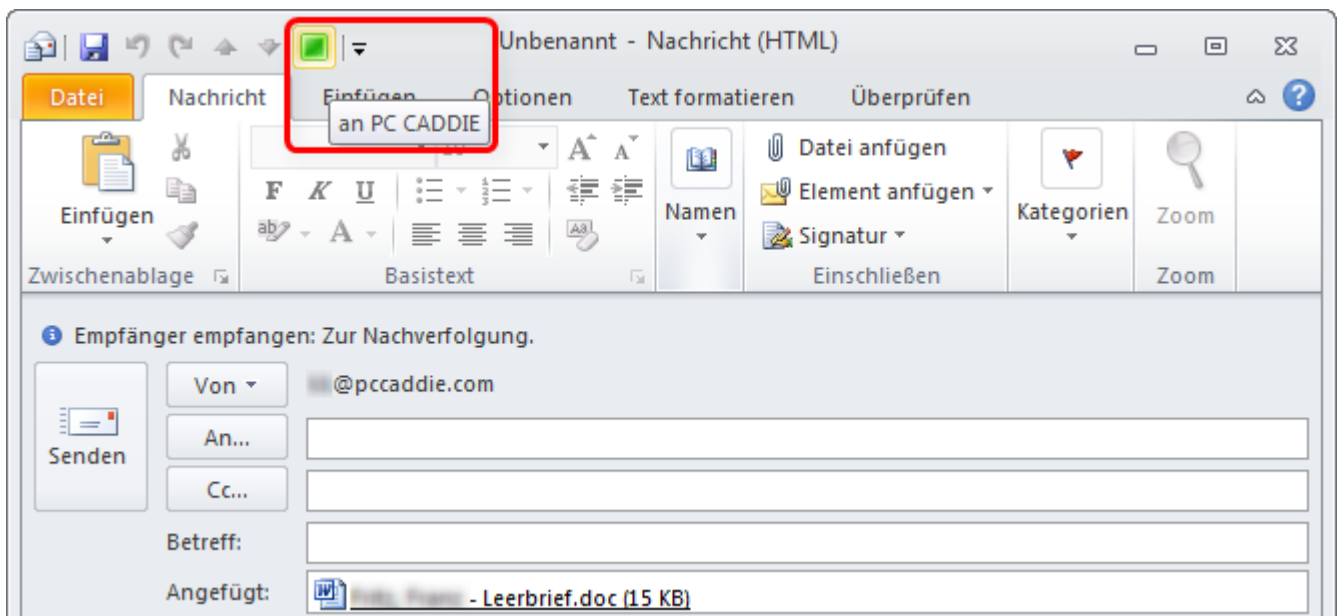 Unbenannt - Nachricht (HTML)
Datei Nachricht Einfügen Optionen Text formatieren Überprüfen
an PC CADDIE
Einfügen
F K U
ab A
Aa
Namen
Datei anfügen
Element anfügen
Signatur
Kategorien
Zoom
Zwischenablage Basistext Einschließen Zoom
Empfänger empfangen: Zur Nachverfolgung.
Senden
Von @pccaddie.com
An...
Cc...
Betreff:
Angefügt: - Leerbrief.doc (15 KB)